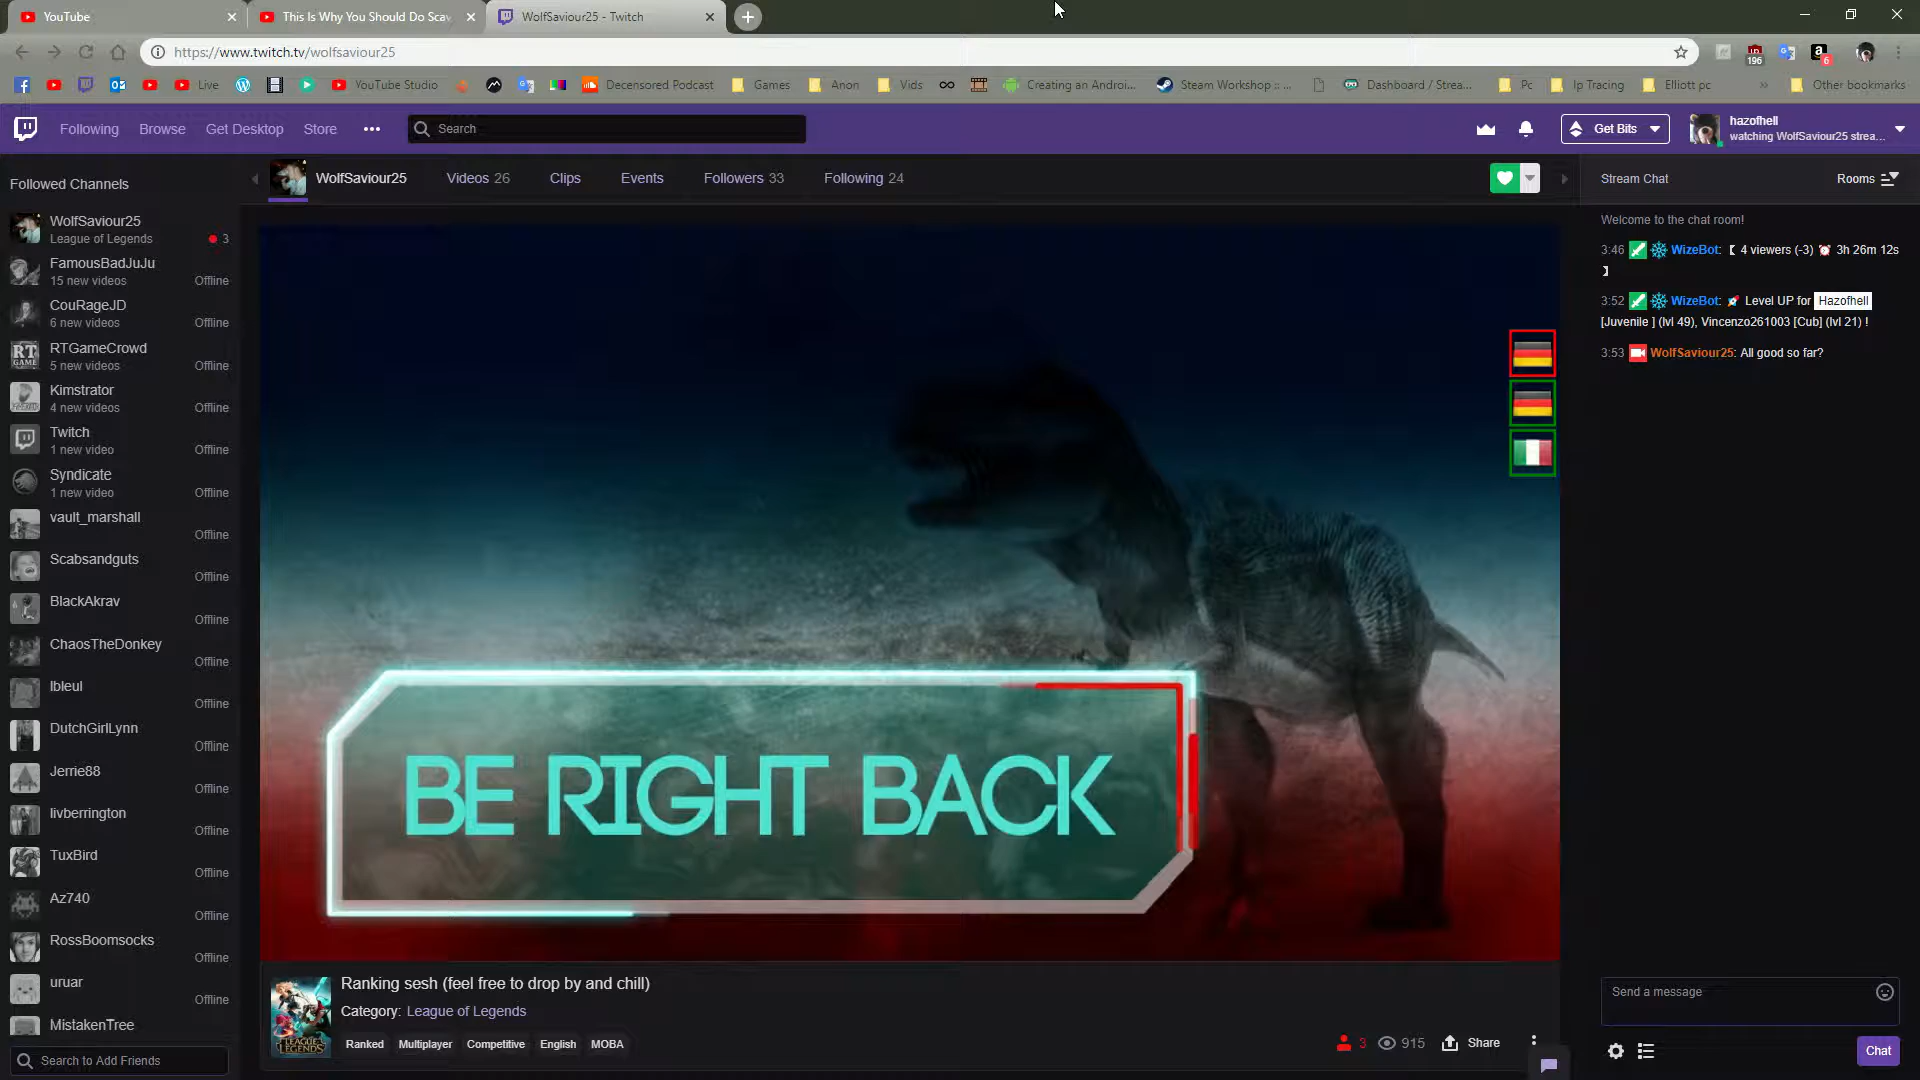 YouTube
This Is Why You Should Do Scav
WolfSaviour25 - Twitch
https://www.twitch.tv/wolfsaviour25
196
6
Live
YouTube Studio
Decensored Podcast
Games
Anon
Vids
Creating an Androi...
Steam Workshop :: ...
Dashboard / Strea...
Pc
Ip Tracing
Elliott pc
Other bookmarks
Following
Browse
Get Desktop
Store
Search
Get Bits
hazofhell
watching WolfSaviour25 strea...
Followed Channels
WolfSaviour25
League of Legends
3
FamousBadJuJu
15 new videos
Offline
CouRageJD
6 new videos
Offline
RTGameCrowd
5 new videos
Offline
Kimstrator
4 new videos
Offline
Twitch
1 new video
Offline
Syndicate
1 new video
Offline
vault_marshall
Offline
Scabsandguts
Offline
BlackAkrav
Offline
ChaosTheDonkey
Offline
Offline
DutchGirlLynn
Offline
Jerrie88
Offline
livberrington
Offline
TuxBird
Offline
Az740
Offline
RossBoomsocks
Offline
uruar
Offline
MistakenTree
Search to Add Friends
WolfSaviour25
Videos 26
Clips
Events
Followers 33
Following 24
BE RIGHT BACK
Ranking sesh (feel free to drop by and chill)
Category: League of Legends
Ranked
Multiplayer
Competitive
English
MOBA
3
915
Share
LEAGUE
LEGENDS
RT
Stream Chat
Rooms
Welcome to the chat room!
3:46 WizeBot: 4 viewers (-3) 3h 26m 12s
3:52 WizeBot: Level UP for Hazofhell
[Juvenile ] (lvl 49), Vincenzo261003 [Cub] (lvl 21) !
3:53 WolfSaviour25: All good so far?
Send a message
Chat